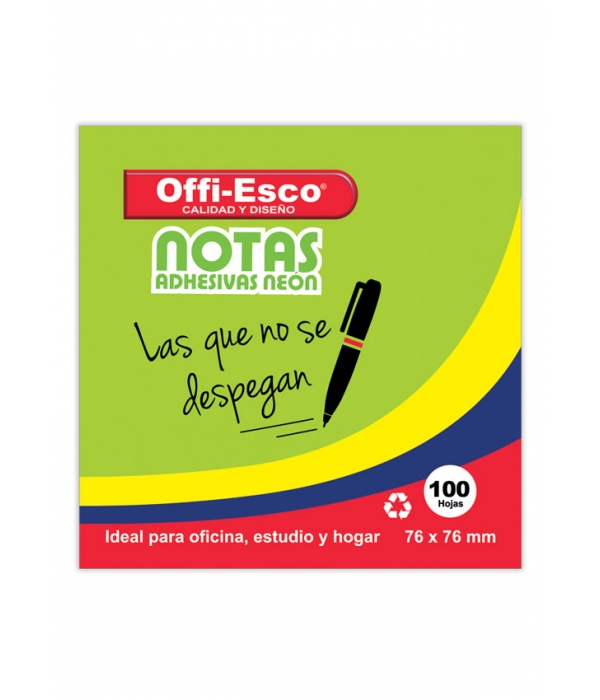 Offi-Esco®
CALIDAD Y DISEÑO
NOTAS
ADHESIVAS NEÓN
Las que no se
despegan
100
Hojas
Ideal para oficina, estudio y hogar 76 x 76 mm